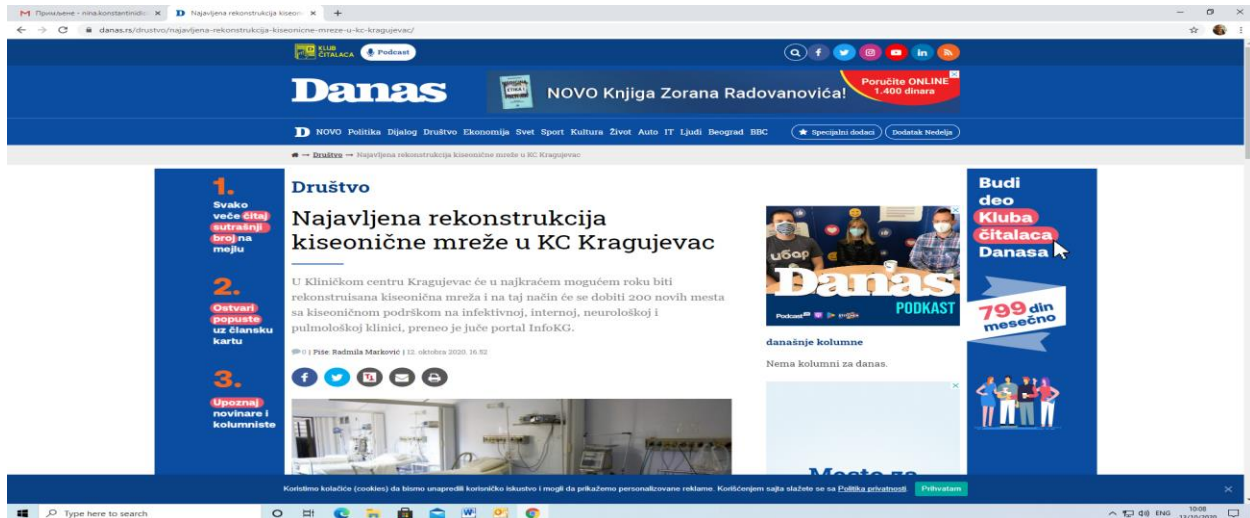 Примљене - nina.konstantinidi
Najavljena rekonstrukcija kiseon
danas.rs/drustvo/najavljena-rekonstrukcija-kiseonicne-mreze-u-kc-kragujevac/
KLUB
ČITALACA
Podcast
Danas
NOVO Knjiga Zorana Radovanovića!
Poručite ONLINE
1.400 dinara
NOVO Politika Dijalog Društvo Ekonomija Svet Sport Kultura Život Auto IT Ljudi Beograd BBC
Specijalni dodaci
Dodatak Nedelja
→ Društvo → Najavljena rekonstrukcija kiseonične mreže u KC Kragujevac
1.
Svako
veče čitaj
sutrašnji
broj na
mejlu
2.
Ostvari
popuste
uz člansku
kartu
3.
Upoznaj
novinare i
kolumniste
Društvo
Najavljena rekonstrukcija
kiseonične mreže u KC Kragujevac
U Kliničkom centru Kragujevac će u najkraćem mogućem roku biti
rekonstruisana kiseonična mreža i na taj način će se dobiti 200 novih mesta
sa kiseoničnom podrškom na infektivnoj, internoj, neurološkoj i
pulmološkoj klinici, preneo je juče portal InfoKG.
0 | Piše: Radmila Marković | 12. oktobra 2020. 16.52
Danas
PODKAST
današnje kolumne
Nema kolumni za danas.
Mesto za
Budi
deo
Kluba
čitalaca
Danasa
799 din
mesečno
Koristimo kolačiće (cookies) da bismo unapredili korisničko iskustvo i mogli da prikažemo personalizovane reklame. Korišćenjem sajta slažete se sa Politika privatnosti
Prihvatam
Type here to search
ENG
10:08
13/10/2020